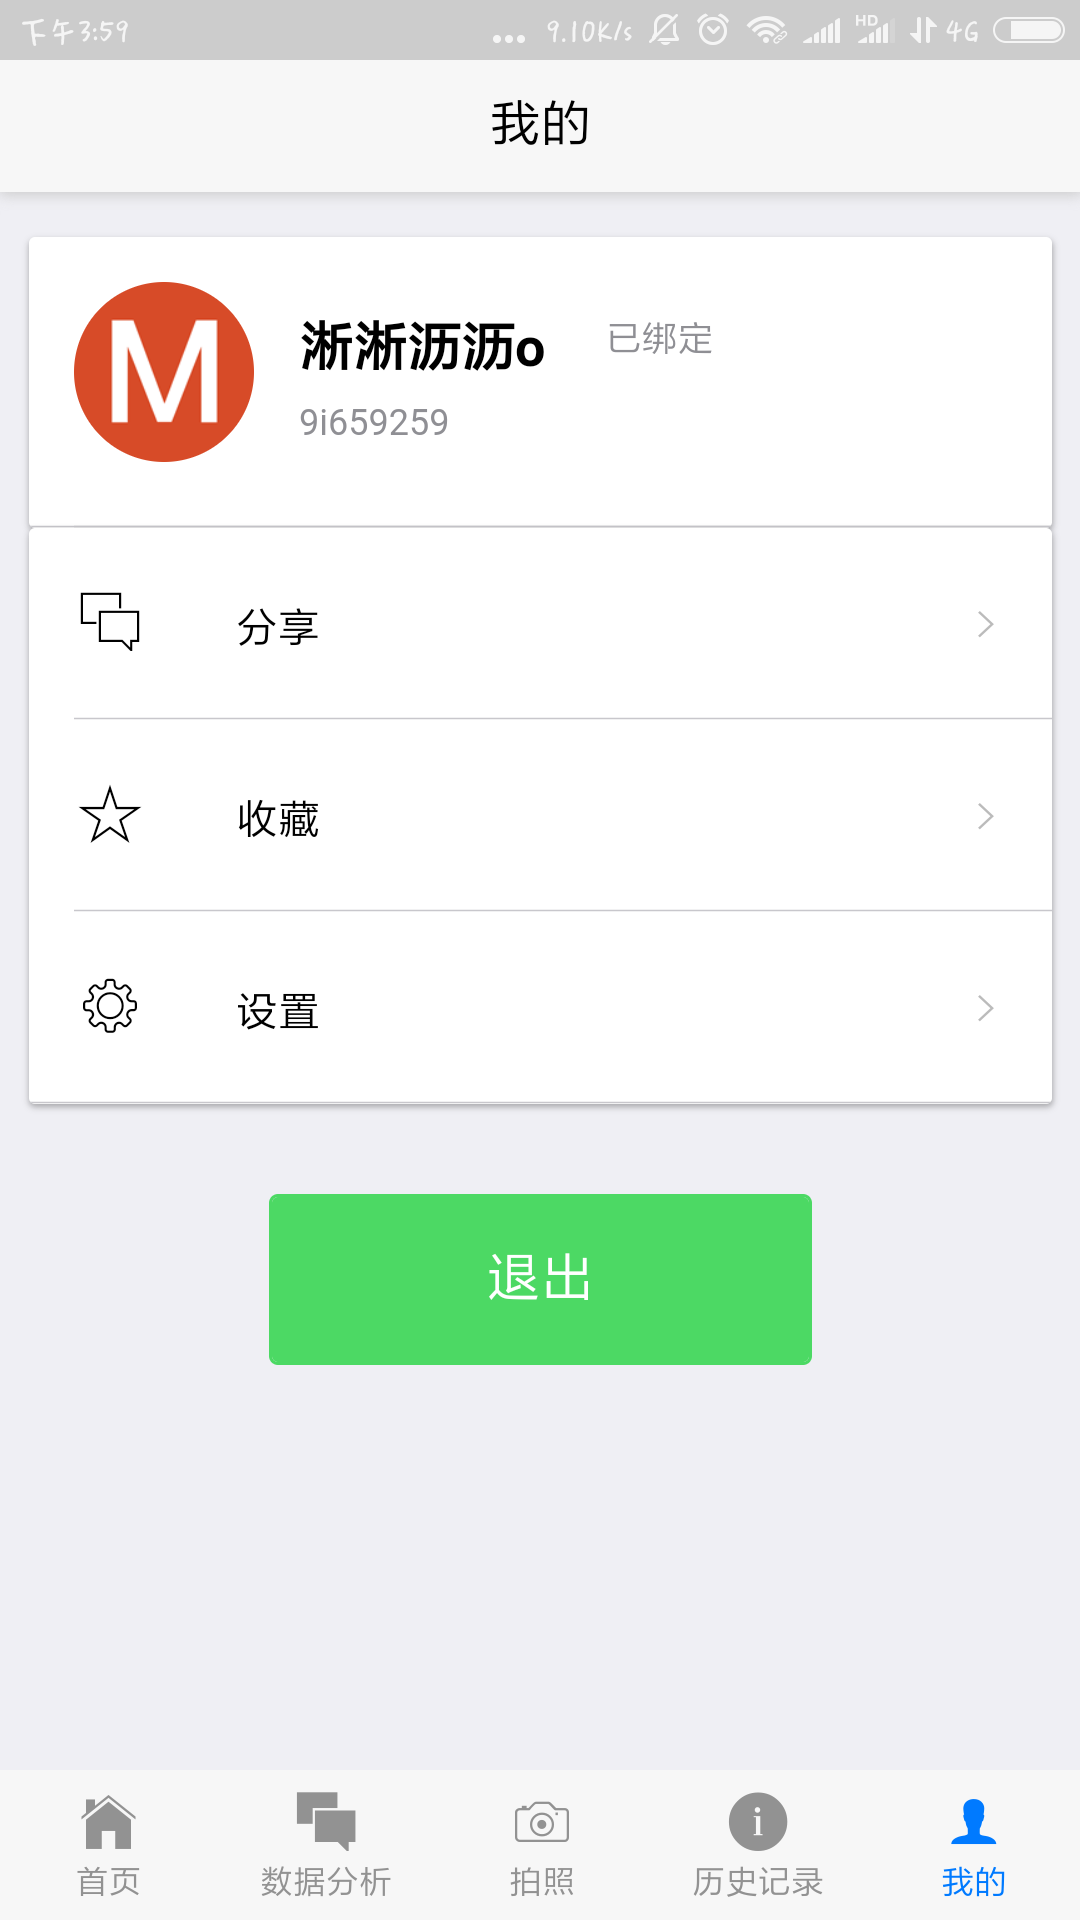 下午3:59
... 9.10K/s HD 4G
我的
M
淅淅沥沥o 已绑定
9i659259
分享
收藏
设置
退出
首页 数据分析 拍照 历史记录 我的